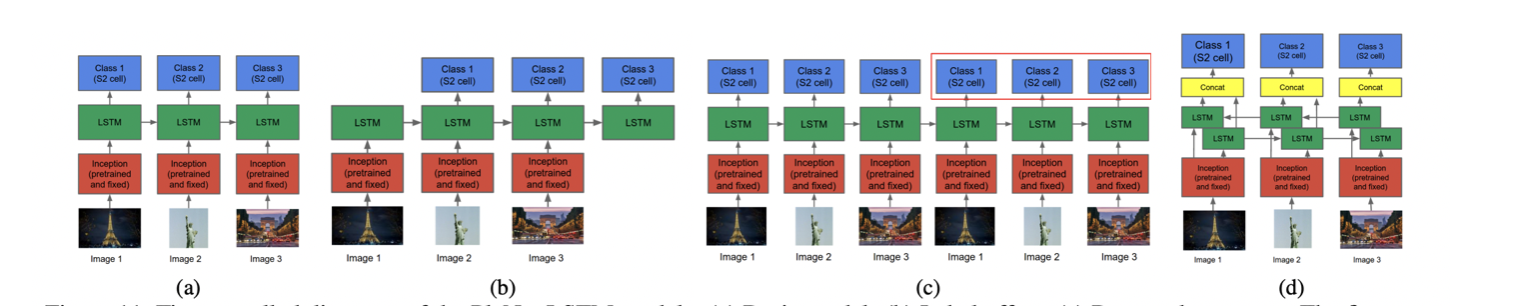 Class 1
(S2 cell)
Class 2
(S2 cell)
Class 3
(S2 cell)
LSTM
LSTM
LSTM
Inception
(pretrained
and fixed)
Inception
(pretrained
and fixed)
Inception
(pretrained
and fixed)
Image 1
Image 2
Image 3
(a)
Class 1
(S2 cell)
Class 2
(S2 cell)
Class 3
(S2 cell)
LSTM
LSTM
LSTM
LSTM
Inception
(pretrained
and fixed)
Inception
(pretrained
and fixed)
Inception
(pretrained
and fixed)
Image 1
Image 2
Image 3
(b)
Class 1
(S2 cell)
Class 2
(S2 cell)
Class 3
(S2 cell)
Class 1
(S2 cell)
Class 2
(S2 cell)
Class 3
(S2 cell)
LSTM
LSTM
LSTM
LSTM
LSTM
LSTM
Inception
(pretrained
and fixed)
Inception
(pretrained
and fixed)
Inception
(pretrained
and fixed)
Inception
(pretrained
and fixed)
Inception
(pretrained
and fixed)
Inception
(pretrained
and fixed)
Image 1
Image 2
Image 3
Image 1
Image 2
Image 3
(c)
Class 1
(S2 cell)
Class 2
(S2 cell)
Class 3
(S2 cell)
Concat
Concat
Concat
LSTM
LSTM
LSTM
LSTM
LSTM
LSTM
Inception
(pretrained
and fixed)
Inception
(pretrained
and fixed)
Inception
(pretrained
and fixed)
Image 1
Image 2
Image 3
(d)